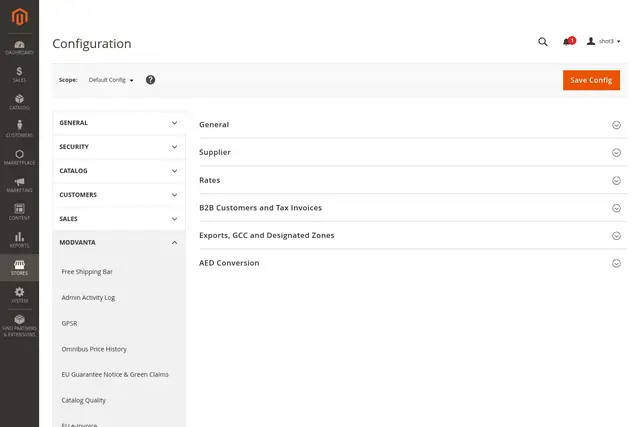 Configuration
1
shot3
Scope:
Default Config
?
Save Config
DASHBOARD
SALES
CATALOG
CUSTOMERS
MARKETPLACE
MARKETING
CONTENT
REPORTS
STORES
SYSTEM
FIND PARTNERS
& EXTENSIONS
GENERAL
SECURITY
CATALOG
CUSTOMERS
SALES
MODVANTA
Free Shipping Bar
Admin Activity Log
GPSR
Omnibus Price History
EU Guarantee Notice & Green Claims
Catalog Quality
EU e-Invoice
General
Supplier
Rates
B2B Customers and Tax Invoices
Exports, GCC and Designated Zones
AED Conversion